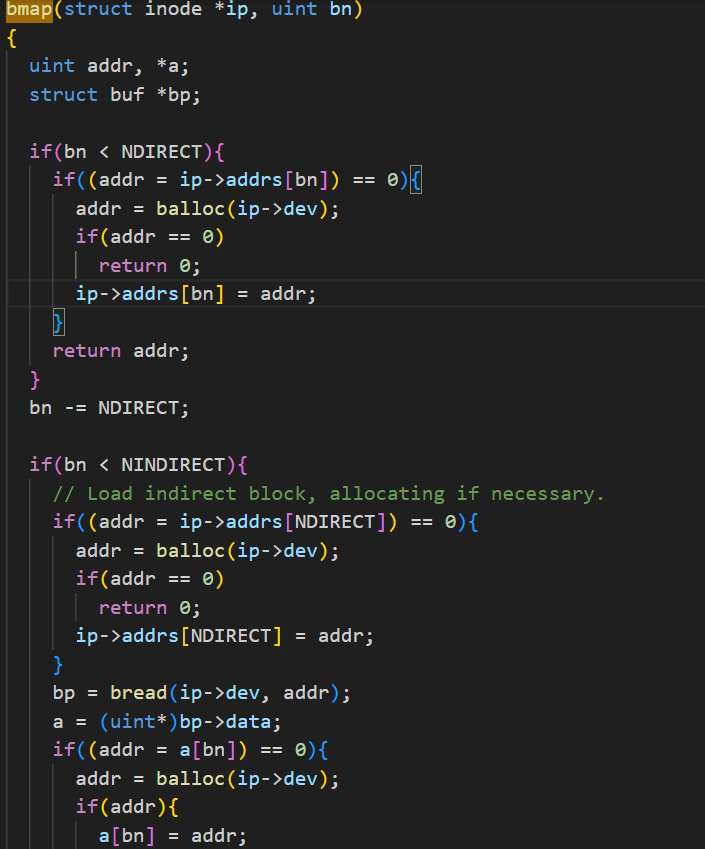 bmap(struct inode *ip, uint bn)
{
  uint addr, *a;
  struct buf *bp;

  if(bn < NDIRECT){
    if((addr = ip->addrs[bn]) == 0){
      addr = balloc(ip->dev);
      if(addr == 0)
        return 0;
      ip->addrs[bn] = addr;
    }
    return addr;
  }
  bn -= NDIRECT;

  if(bn < NINDIRECT){
    // Load indirect block, allocating if necessary.
    if((addr = ip->addrs[NDIRECT]) == 0){
      addr = balloc(ip->dev);
      if(addr == 0)
        return 0;
      ip->addrs[NDIRECT] = addr;
    }
    bp = bread(ip->dev, addr);
    a = (uint*)bp->data;
    if((addr = a[bn]) == 0){
      addr = balloc(ip->dev);
      if(addr){
        a[bn] = addr;